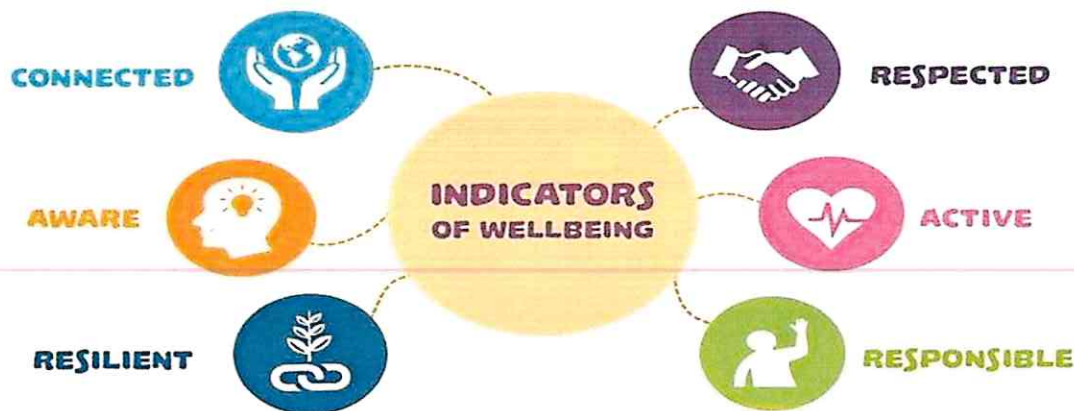 CONNECTED
RESPECTED
INDICATORS
OF WELLBEING
AWARE
ACTIVE
RESILIENT
RESPONSIBLE